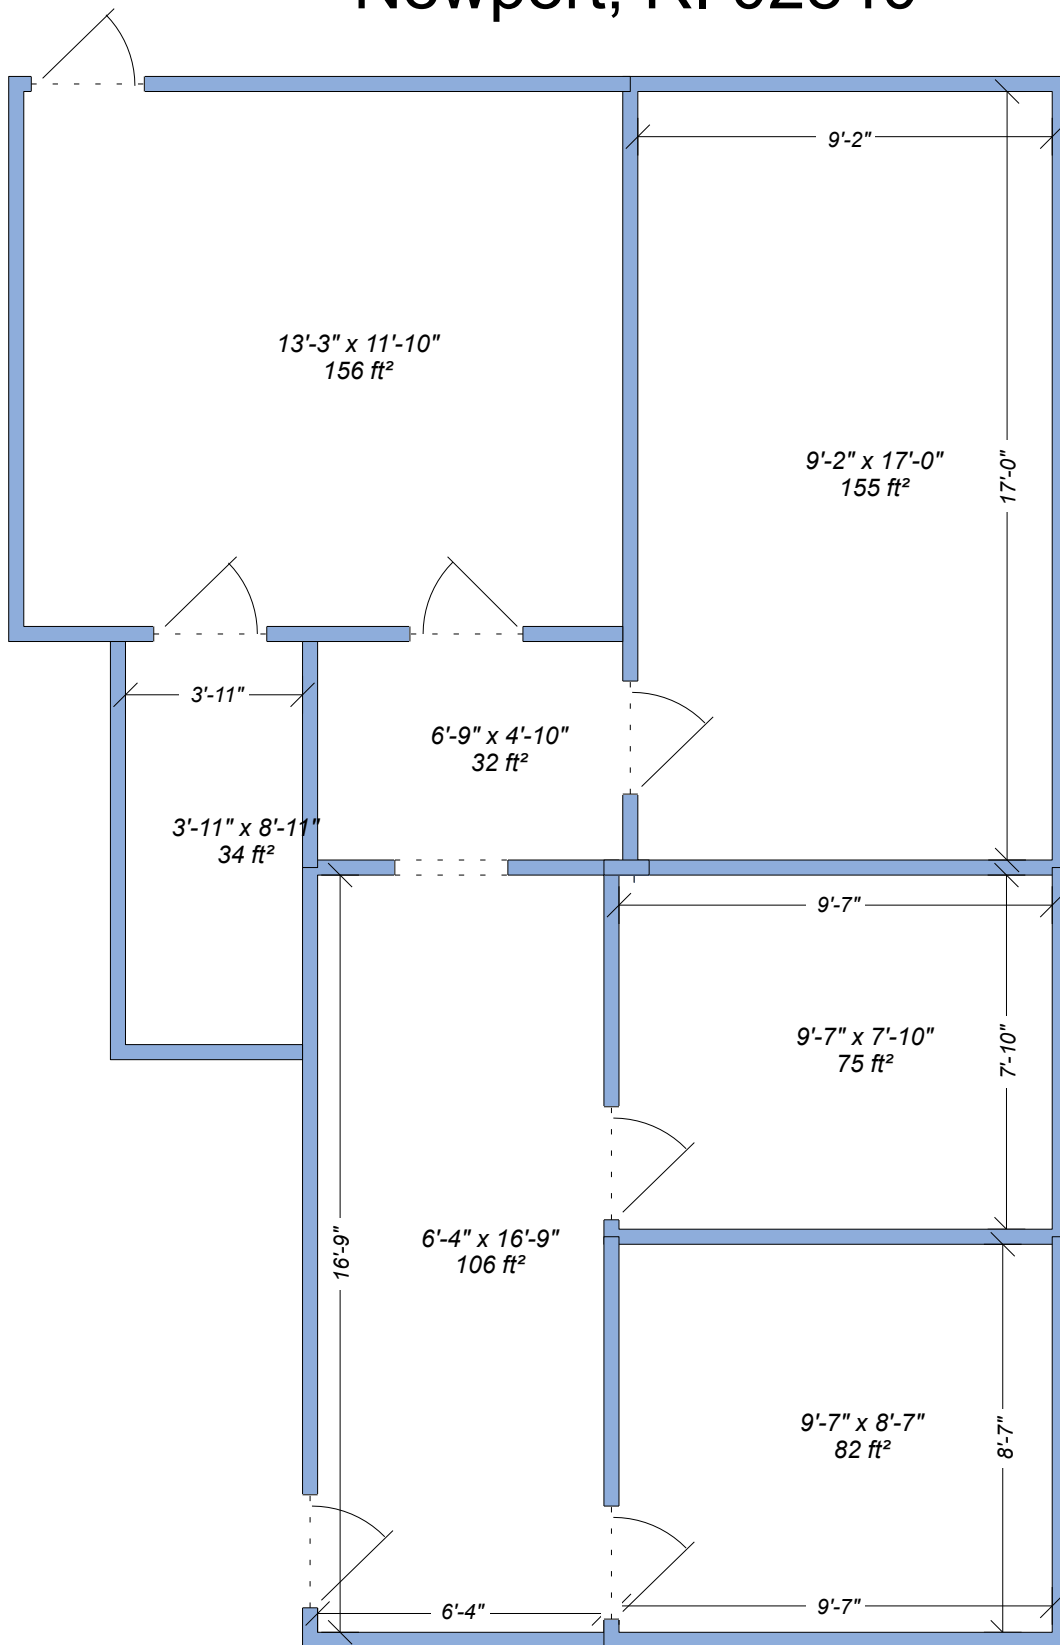 Newport, RI 02840
9'-2"
13'-3" x 11'-10"
156 ft²
9'-2" x 17'-0"
155 ft²
17'-0"
3'-11"
6'-9" x 4'-10"
32 ft²
3'-11" x 8'-11"
34 ft²
9'-7"
9'-7" x 7'-10"
75 ft²
7'-10"
16'-9"
6'-4" x 16'-9"
106 ft²
9'-7" x 8'-7"
82 ft²
8'-7"
6'-4"
9'-7"